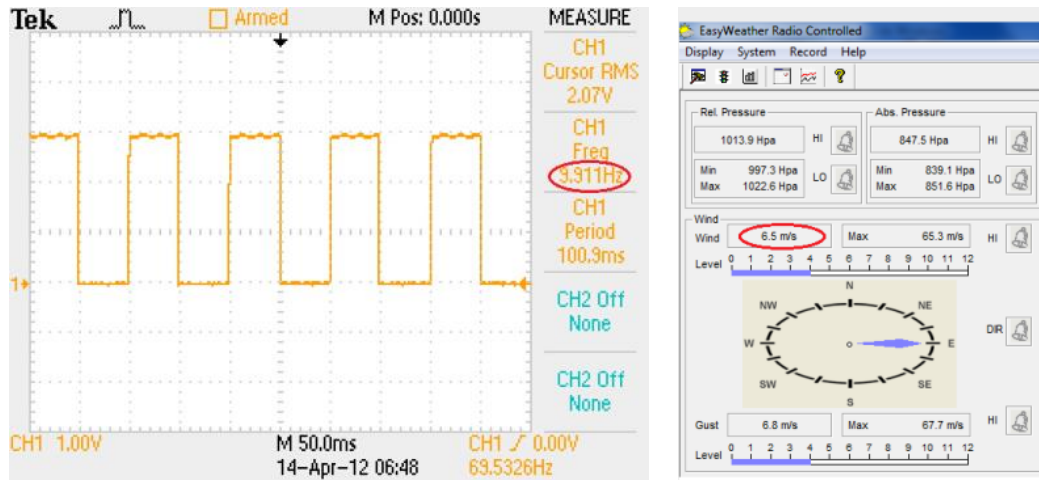 Tek Armed M Pos: 0.000s MEASURE
CH1
Cursor RMS
2.07V
CH1
Freq
9.911Hz
CH1
Period
100.9ms
CH2 Off
None
CH2 Off
None
1
CH1 1.00V M 50.0ms CH1 0.00V
14-Apr-12 06:48 69.5326Hz
EasyWeather Radio Controlled
Display System Record Help
Rel. Pressure Abs. Pressure
1013.9 Hpa HI 847.5 Hpa HI
Min 997.3 Hpa LO Min 839.1 Hpa LO
Max 1022.6 Hpa Max 851.6 Hpa
Wind
Wind 6.5 m/s Max 65.3 m/s HI
Level 0 1 2 3 4 5 6 7 8 9 10 11 12
N
NW NE
W E DIR
SW SE
S
Gust 6.8 m/s Max 67.7 m/s HI
Level 0 1 2 3 4 5 6 7 8 9 10 11 12